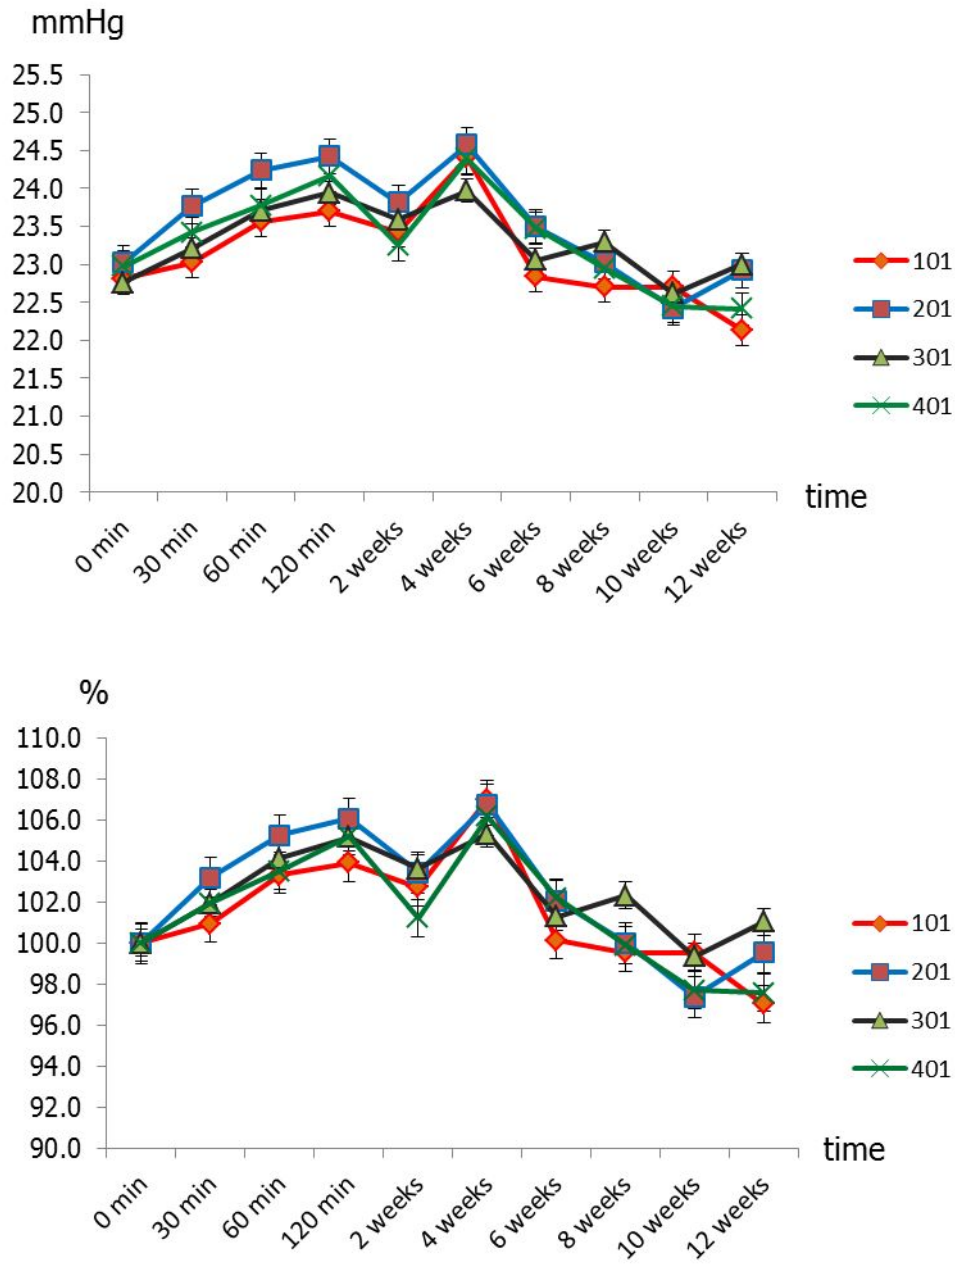 mmHg
25.5
25.0
24.5
24.0
23.5
23.0
22.5
22.0
21.5
21.0
20.5
20.0
time
0 min
30 min
60 min
120 min
2 weeks
4 weeks
6 weeks
8 weeks
10 weeks
12 weeks
101
201
301
401
%
110.0
108.0
106.0
104.0
102.0
100.0
98.0
96.0
94.0
92.0
90.0
time
0 min
30 min
60 min
120 min
2 weeks
4 weeks
6 weeks
8 weeks
10 weeks
12 weeks
101
201
301
401